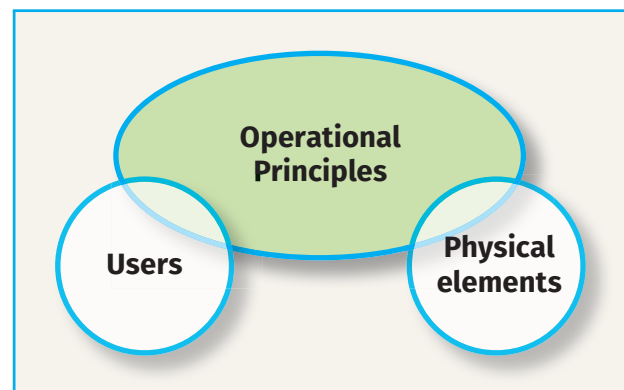 Operational
Principles
Users
Physical
elements